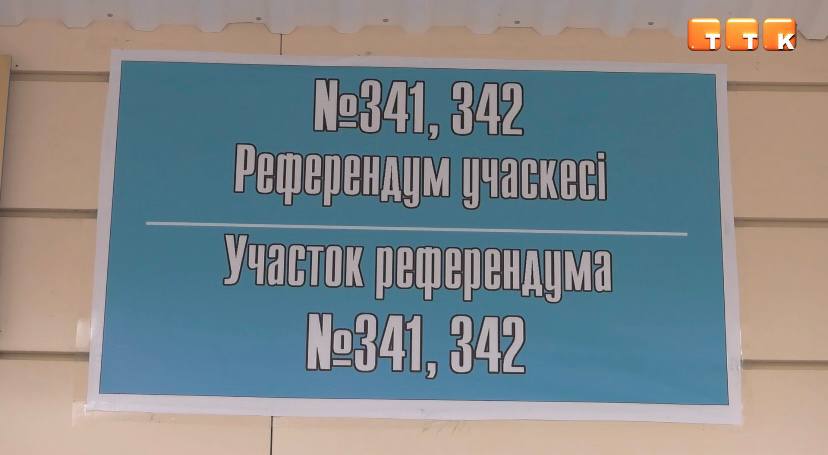 ТТК
№341, 342
Референдум учаскесі
Участок референдума
№341, 342